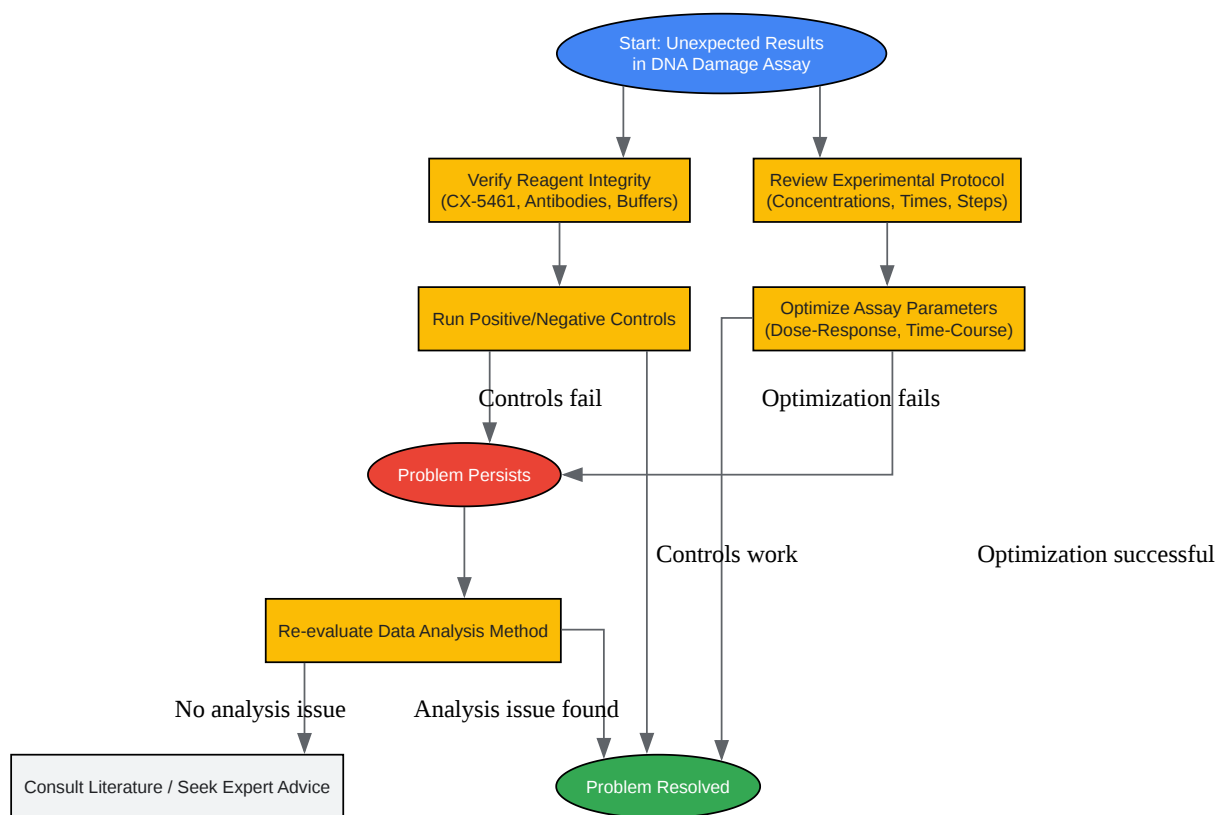 Start: Unexpected Results
in DNA Damage Assay
Verify Reagent Integrity
(CX-5461, Antibodies, Buffers)
Review Experimental Protocol
(Concentrations, Times, Steps)
Run Positive/Negative Controls
Optimize Assay Parameters
(Dose-Response, Time-Course)
Controls fail
Optimization fails
Problem Persists
Controls work
Optimization successful
Re-evaluate Data Analysis Method
No analysis issue
Analysis issue found
Consult Literature / Seek Expert Advice
Problem Resolved